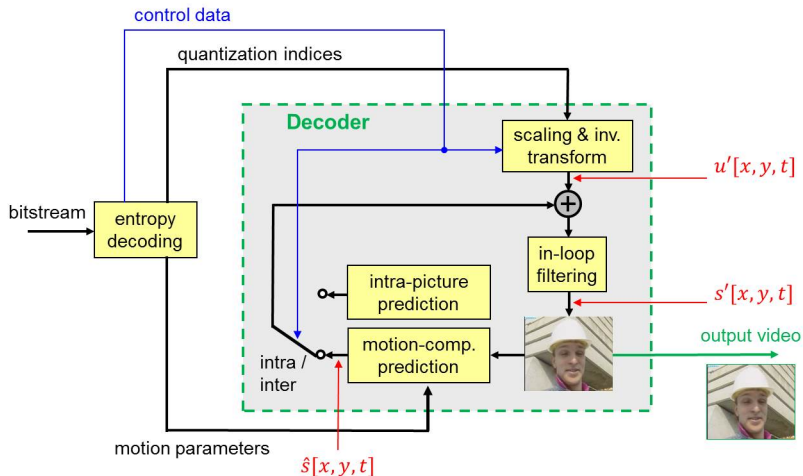 control data
quantization indices
Decoder
scaling & inv.
transform
u′[x, y, t]
bitstream
entropy
decoding
+
in-loop
filtering
intra-picture
prediction
s′[x, y, t]
output video
motion-comp.
prediction
intra /
inter
motion parameters
ŝ[x, y, t]